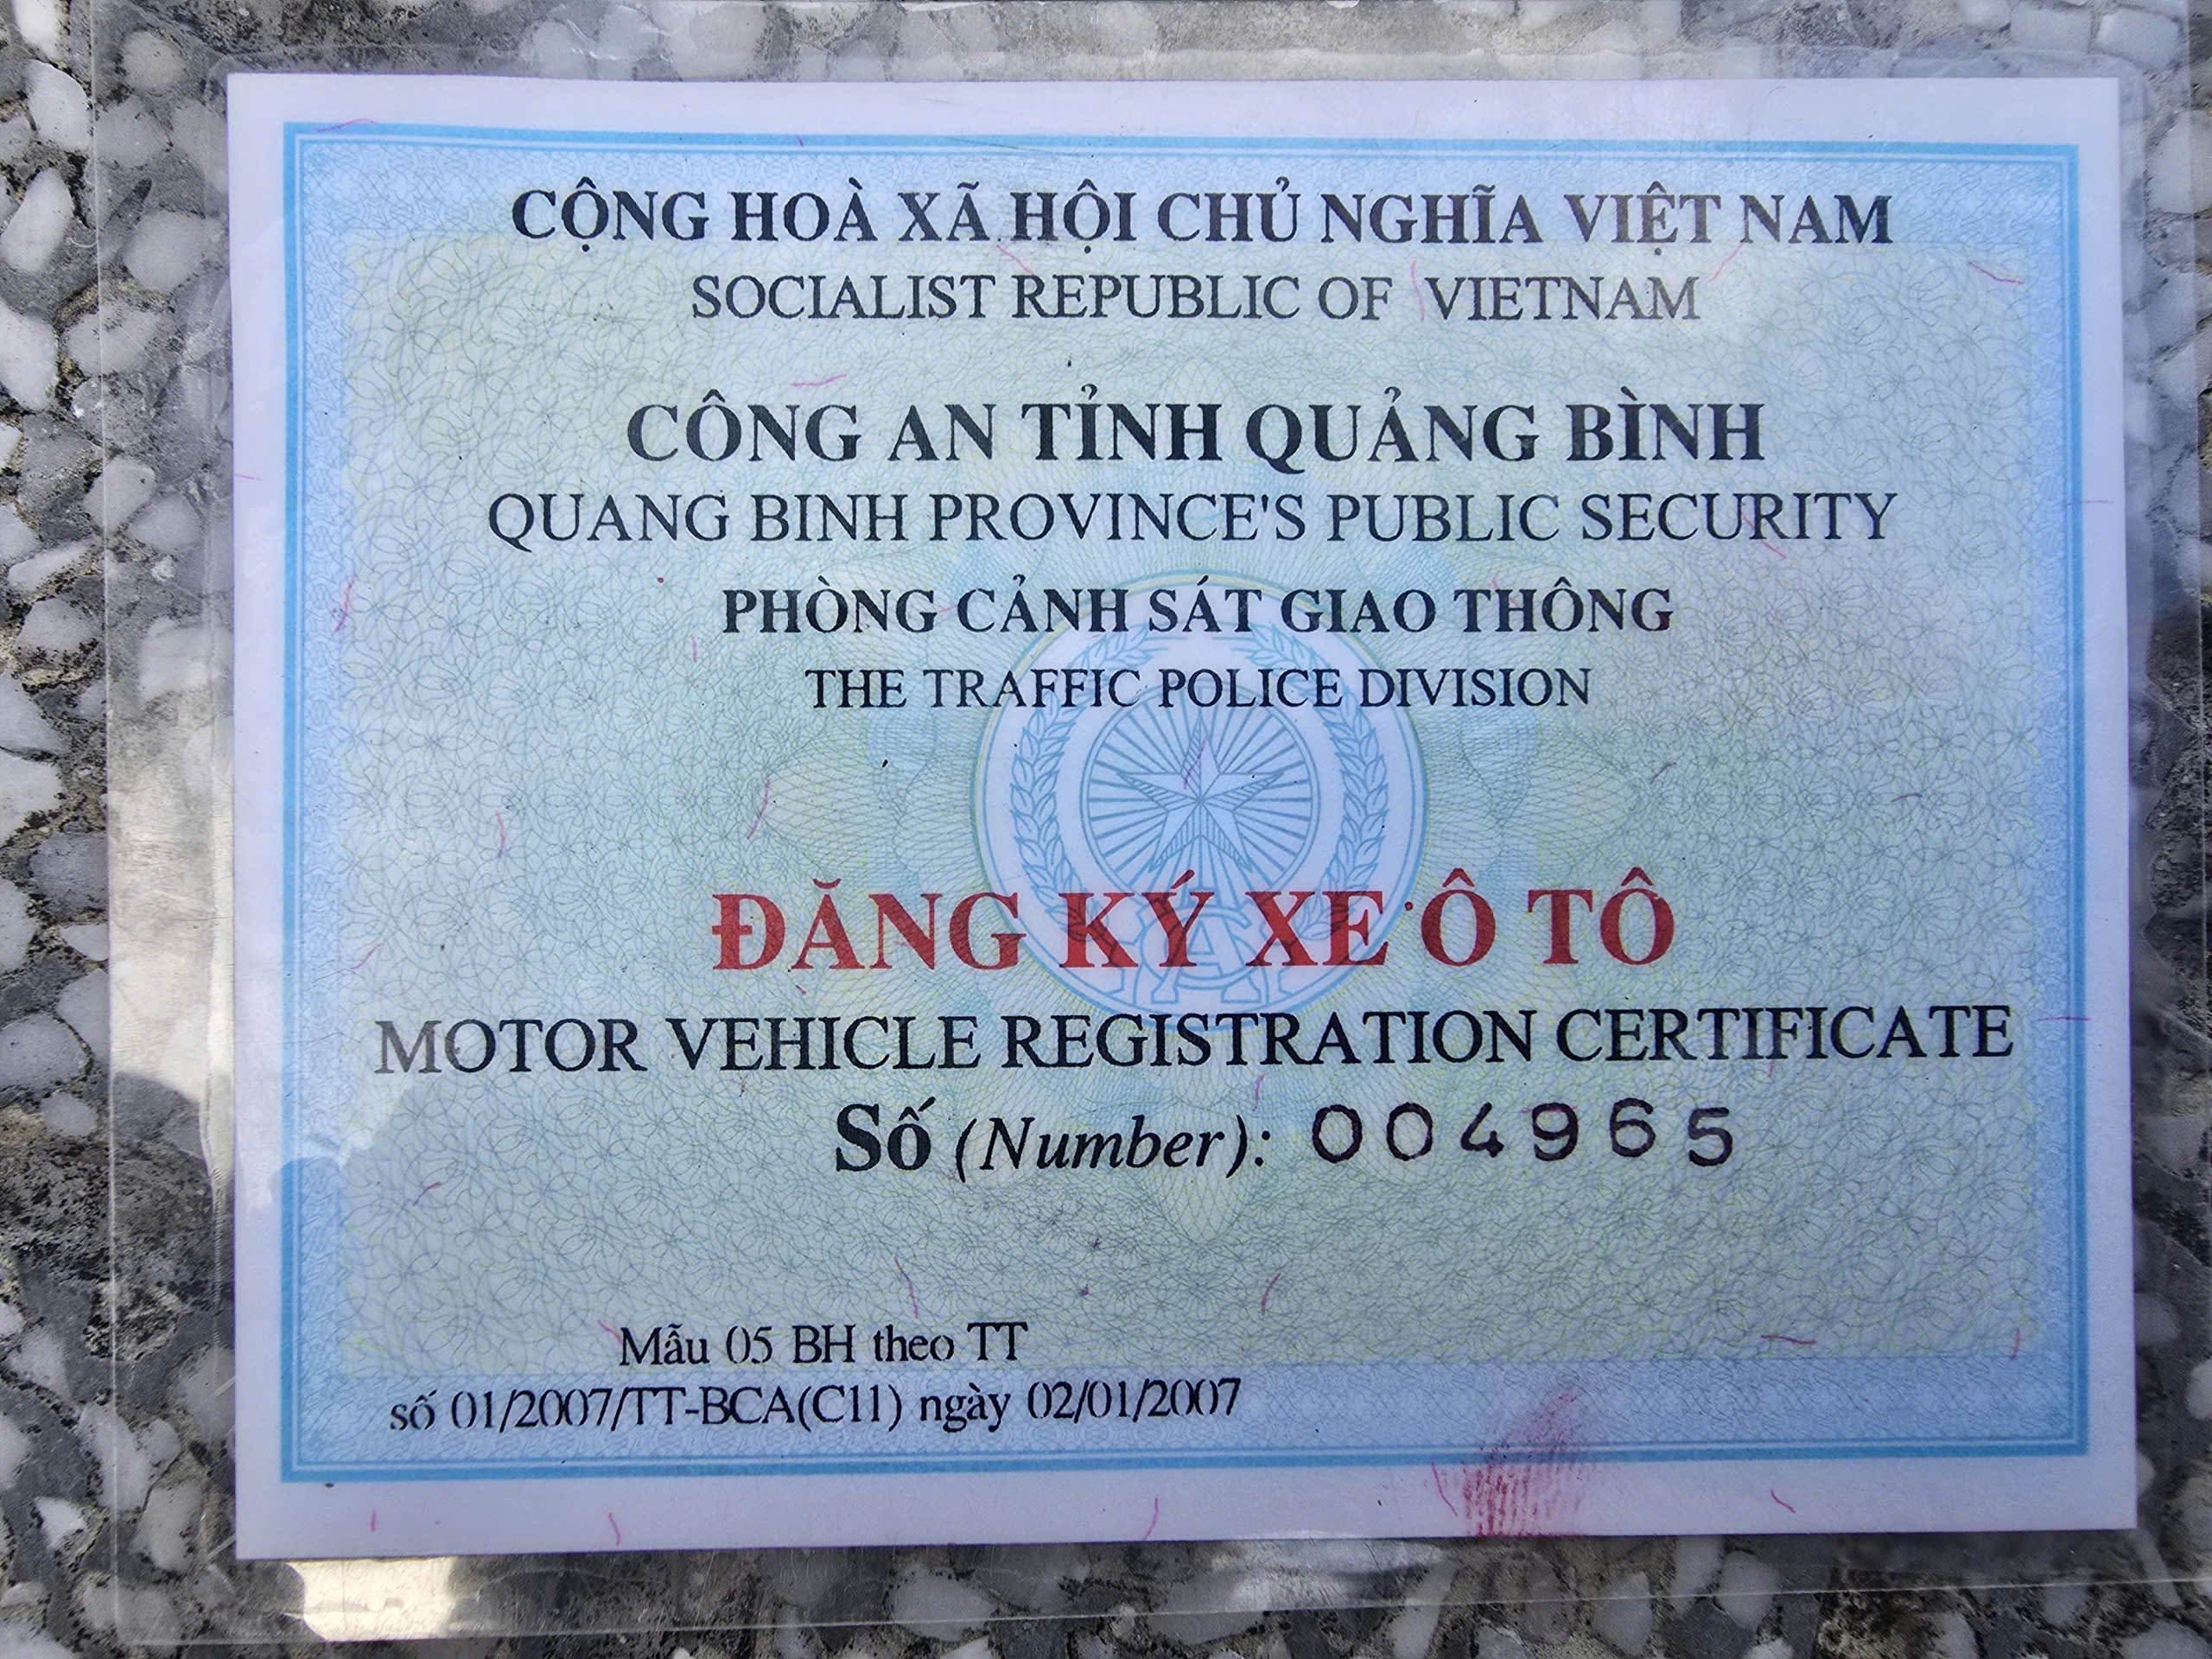 CỘNG HOÀ XÃ HỘI CHỦ NGHĨA VIỆT NAM
SOCIALIST REPUBLIC OF VIETNAM
CÔNG AN TỈNH QUẢNG BÌNH
QUANG BINH PROVINCE'S PUBLIC SECURITY
PHÒNG CẢNH SÁT GIAO THÔNG
THE TRAFFIC POLICE DIVISION
ĐĂNG KÝ XE Ô TÔ
MOTOR VEHICLE REGISTRATION CERTIFICATE
Số (Number): 004965
Mẫu 05 BH theo TT
số 01/2007/TT-BCA(C11) ngày 02/01/2007